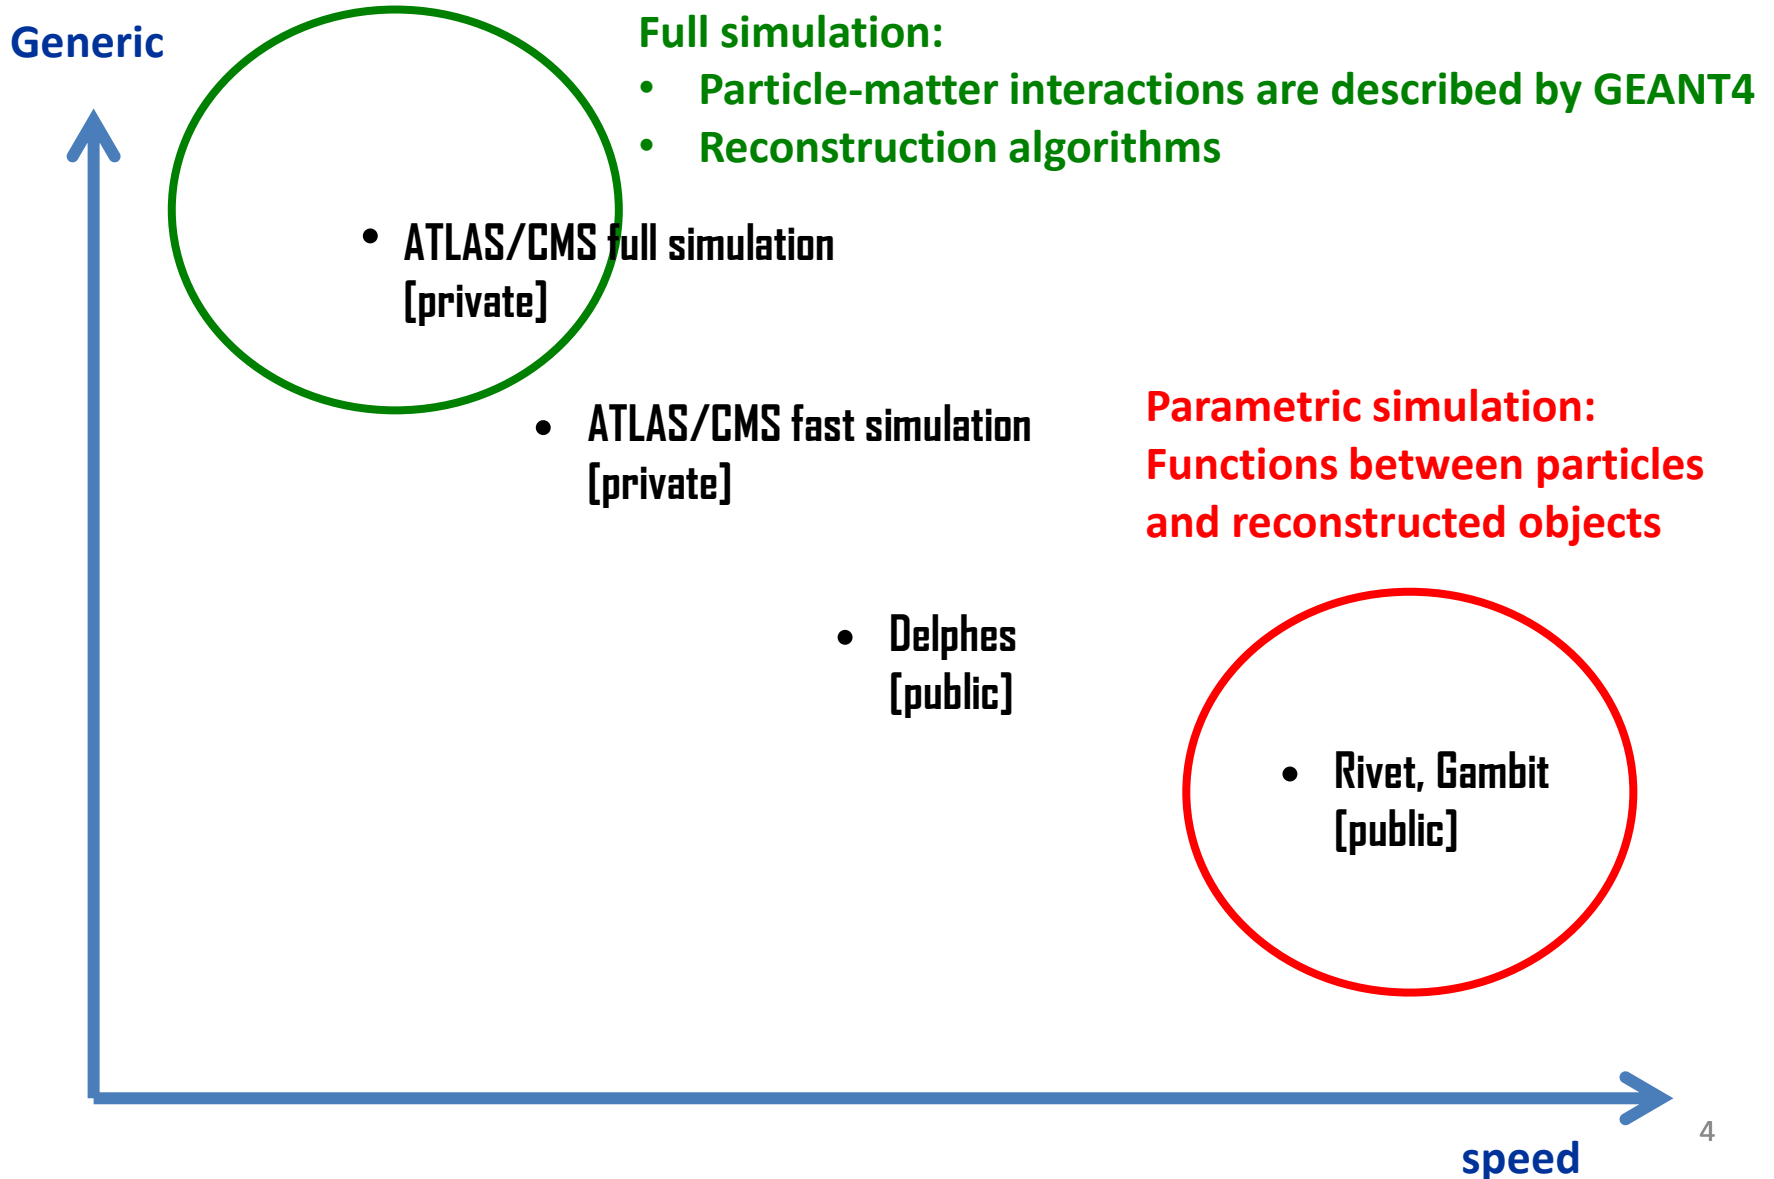 Generic
Full simulation:
• Particle-matter interactions are described by GEANT4
• Reconstruction algorithms
• ATLAS/CMS full simulation
[private]
• ATLAS/CMS fast simulation
[private]
Parametric simulation:
Functions between particles
and reconstructed objects
• Delphes
[public]
• Rivet, Gambit
[public]
speed
4